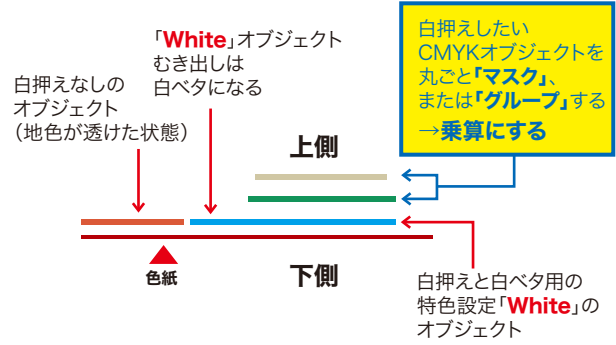 「White」オブジェクト
むき出しは
白ベタになる
白押えなしの
オブジェクト
（地色が透けた状態）
白押えしたい
CMYKオブジェクトを
丸ごと「マスク」、
または「グループ」する
→乗算にする
上側
色紙
下側
白押えと白ベタ用の
特色設定「White」の
オブジェクト